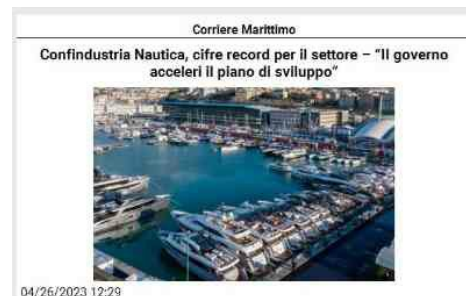 Corriere Marittimo
Confindustria Nautica, cifre record per il settore – “Il governo
acceleri il piano di sviluppo”
04/26/2023 12:29